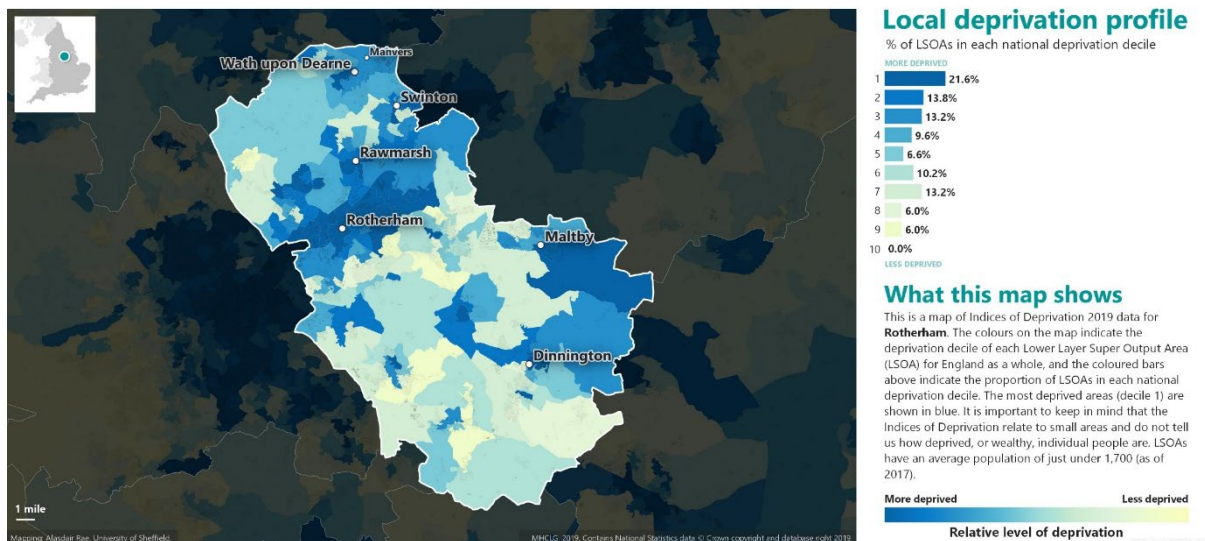 Manvers
Wath upon Dearne
Swinton
Rawmarsh
Rotherham
Maltby
Dinnington
1 mile
Mapping: Alasdair Rae, University of Sheffield.
MHCLG, 2019. Contains National Statistics data © Crown copyright and database right 2019
Local deprivation profile
% of LSOAs in each national deprivation decile
MORE DEPRIVED
1 21.6%
2 13.8%
3 13.2%
4 9.6%
5 6.6%
6 10.2%
7 13.2%
8 6.0%
9 6.0%
10 0.0%
LESS DEPRIVED
What this map shows
This is a map of Indices of Deprivation 2019 data for
Rotherham. The colours on the map indicate the
deprivation decile of each Lower Layer Super Output Area
(LSOA) for England as a whole, and the coloured bars
above indicate the proportion of LSOAs in each national
deprivation decile. The most deprived areas (decile 1) are
shown in blue. It is important to keep in mind that the
Indices of Deprivation relate to small areas and do not tell
us how deprived, or wealthy, individual people are. LSOAs
have an average population of just under 1,700 (as of
2017).
More deprived Less deprived
Relative level of deprivation